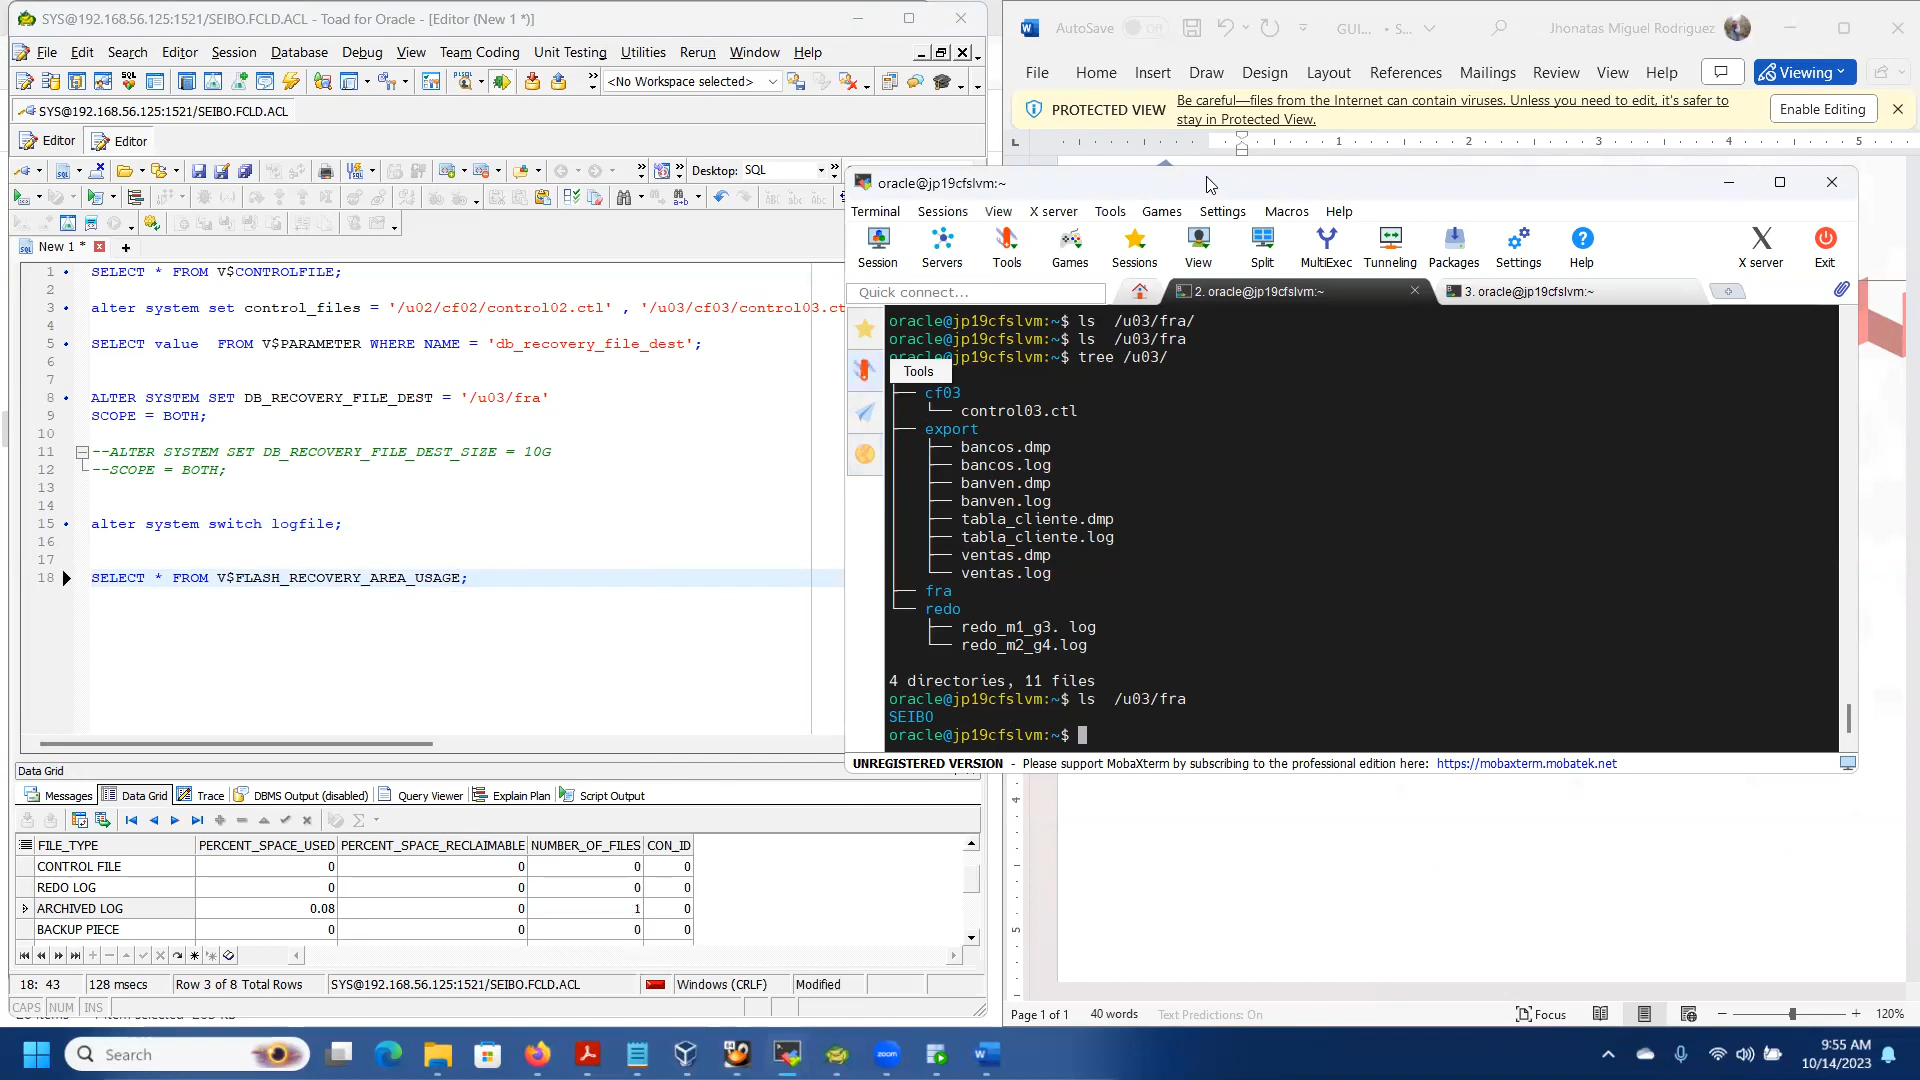 SYS@192.168.56.125:1521/SEIBO.FCLD.ACL - Toad for Oracle - [Editor (New 1 *)]
File Edit Search Editor Session Database Debug View Team Coding Unit Testing Utilities Rerun Window Help
<No Workspace selected>
SYS@192.168.56.125:1521/SEIBO.FCLD.ACL
Editor Editor
Desktop: SQL
New 1 *
1 SELECT * FROM V$CONTROLFILE;
2
3 alter system set control_files = '/u02/cf02/control02.ctl' , '/u03/cf03/control03.ct
4
5 SELECT value FROM V$PARAMETER WHERE NAME = 'db_recovery_file_dest';
6
7
8 ALTER SYSTEM SET DB_RECOVERY_FILE_DEST = '/u03/fra'
9 SCOPE = BOTH;
10
11 --ALTER SYSTEM SET DB_RECOVERY_FILE_DEST_SIZE = 10G
12 --SCOPE = BOTH;
13
14
15 alter system switch logfile;
16
17
18 SELECT * FROM V$FLASH_RECOVERY_AREA_USAGE;
Data Grid
Messages Data Grid Trace DBMS Output (disabled) Query Viewer Explain Plan Script Output
FILE_TYPE PERCENT_SPACE_USED PERCENT_SPACE_RECLAIMABLE NUMBER_OF_FILES CON_ID
CONTROL FILE 0 0 0 0
REDO LOG 0 0 0 0
ARCHIVED LOG 0.08 0 1 0
BACKUP PIECE 0 0 0 0
18: 43 128 msecs Row 3 of 8 Total Rows SYS@192.168.56.125:1521/SEIBO.FCLD.ACL Windows (CRLF) Modified
CAPS NUM INS
AutoSave Off GUI... • S... Jhonatas Miguel Rodriguez
File Home Insert Draw Design Layout References Mailings Review View Help Viewing
PROTECTED VIEW Be careful—files from the Internet can contain viruses. Unless you need to edit, it's safer to
stay in Protected View. Enable Editing
1 2 3 4 5
oracle@jp19cfslvm:~
Terminal Sessions View X server Tools Games Settings Macros Help
Session Servers Tools Games Sessions View Split MultiExec Tunneling Packages Settings Help X server Exit
Quick connect... 2. oracle@jp19cfslvm:~ 3. oracle@jp19cfslvm:~
oracle@jp19cfslvm:~$ ls /u03/fra/
oracle@jp19cfslvm:~$ ls /u03/fra
oracle@jp19cfslvm:~$ tree /u03/
Tools
cf03
control03.ctl
export
bancos.dmp
bancos.log
banven.dmp
banven.log
tabla_cliente.dmp
tabla_cliente.log
ventas.dmp
ventas.log
fra
redo
redo_m1_g3. log
redo_m2_g4.log
4 directories, 11 files
oracle@jp19cfslvm:~$ ls /u03/fra
SEIBO
oracle@jp19cfslvm:~$
UNREGISTERED VERSION - Please support MobaXterm by subscribing to the professional edition here: https://mobaxterm.mobatek.net
4
5
Page 1 of 1 40 words Text Predictions: On Focus 120%
Search
9:55 AM
10/14/2023